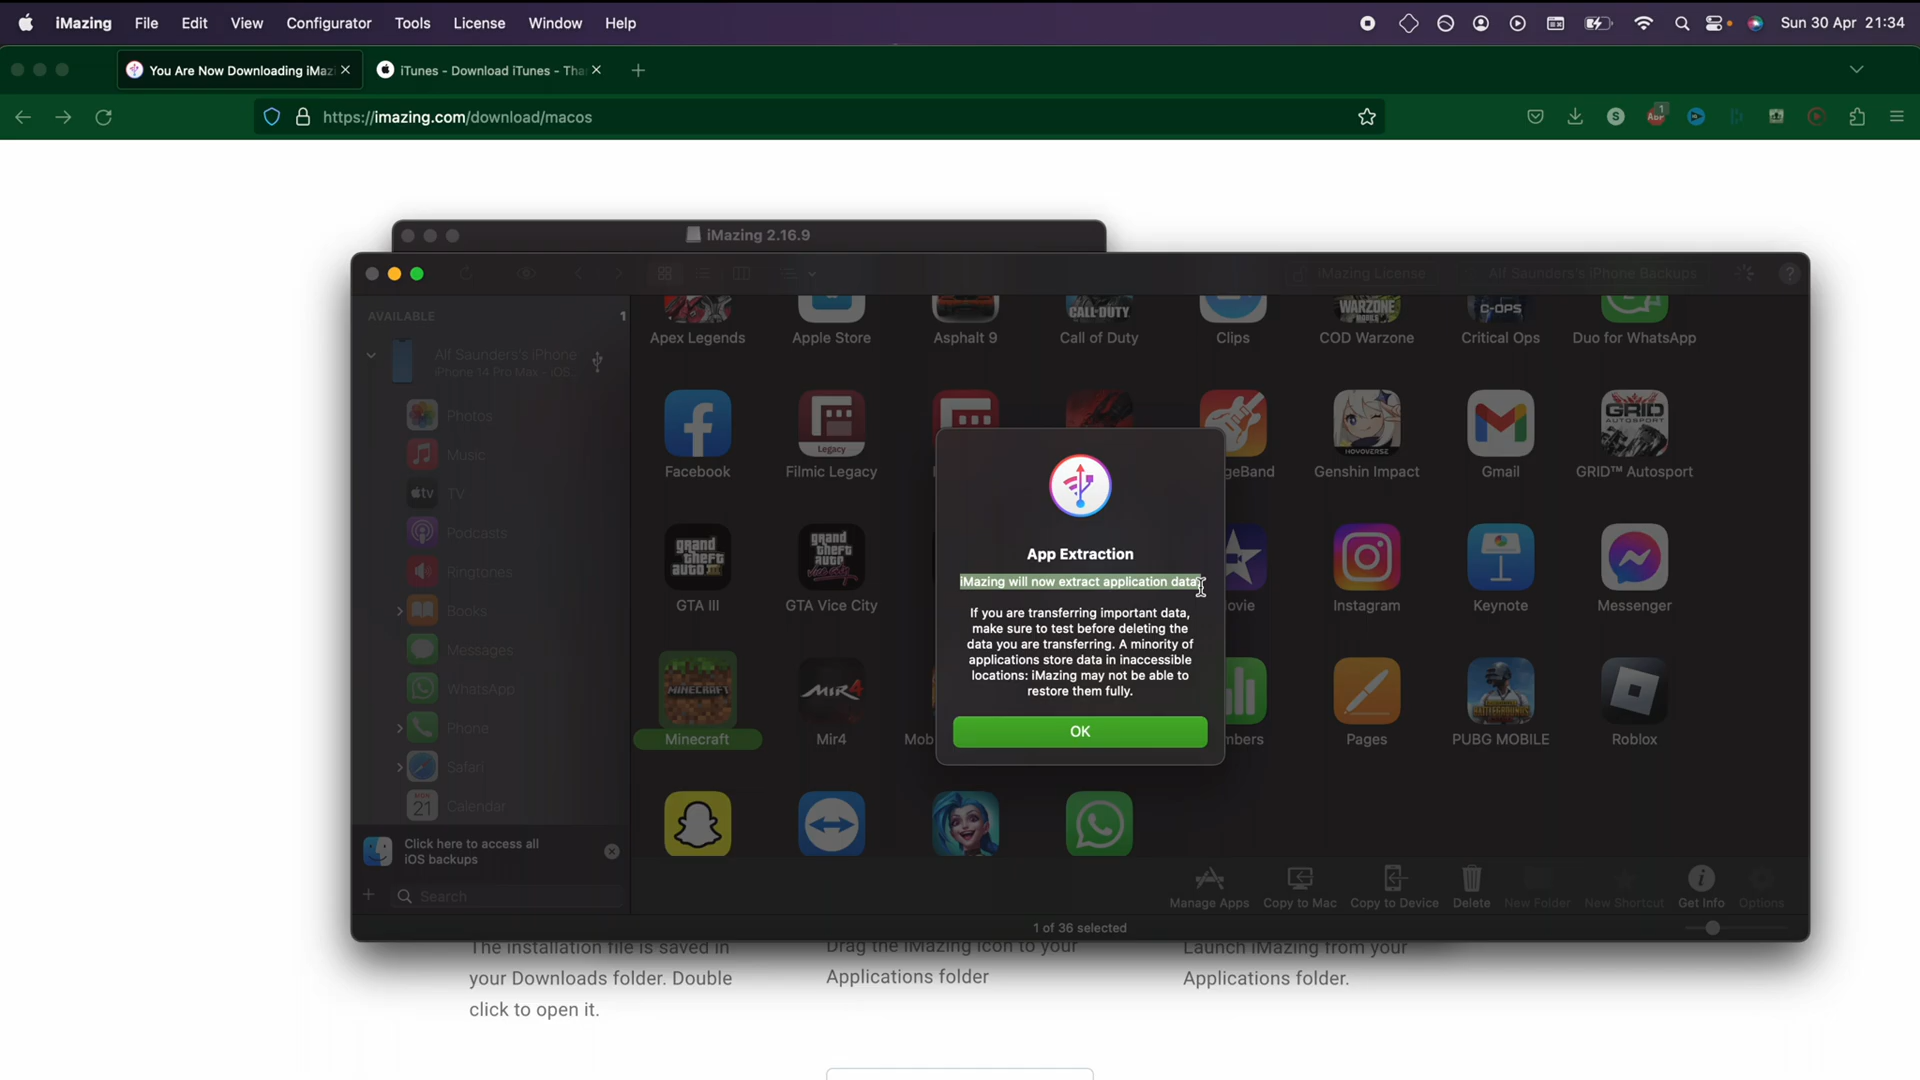 iMazing File Edit View Configurator Tools License Window Help Sun 30 Apr 21:34
You Are Now Downloading iMaz iTunes - Download iTunes - Tha
https://imazing.com/download/macos
iMazing 2.16.9
iMazing License Alf Saunders's iPhone Backups
AVAILABLE 1
Alf Saunders's iPhone
iPhone 14 Pro Max - iOS
Photos
Music
TV
Podcasts
Ringtones
Books
Messages
WhatsApp
Phone
Safari
Calendar
Click here to access all
iOS backups
Search
Apex Legends Apple Store Asphalt 9 Call of Duty Clips COD Warzone Critical Ops Duo for WhatsApp
Facebook Filmic Legacy geBand Genshin Impact Gmail GRID™ Autosport
GTA III GTA Vice City ovie Instagram Keynote Messenger
Minecraft Mir4 Mob nbers Pages PUBG MOBILE Roblox
App Extraction
iMazing will now extract application data.
If you are transferring important data,
make sure to test before deleting the
data you are transferring. A minority of
applications store data in inaccessible
locations: iMazing may not be able to
restore them fully.
OK
Manage Apps Copy to Mac Copy to Device Delete New Folder New Shortcut Get Info Options
1 of 36 selected
The installation file is saved in
your Downloads folder. Double
click to open it.
Drag the iMazing icon to your
Applications folder
Launch iMazing from your
Applications folder.